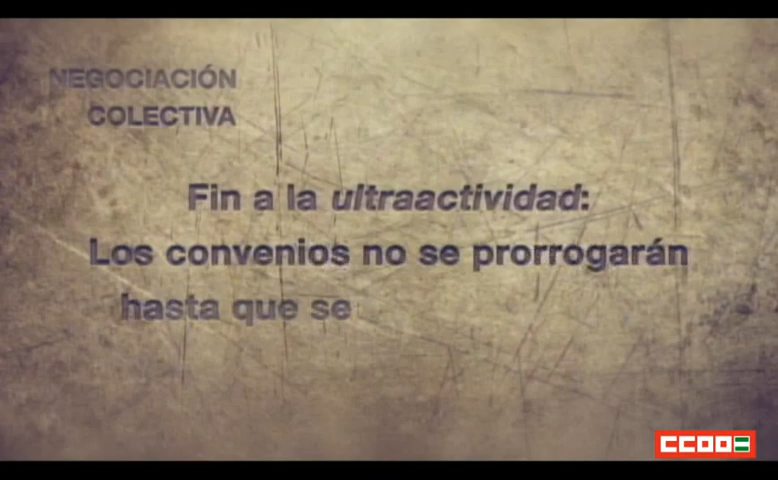 NEGOCIACIÓN
COLECTIVA
Fin a la ultraactividad:
Los convenios no se prorrogarán
hasta que se
CCOO